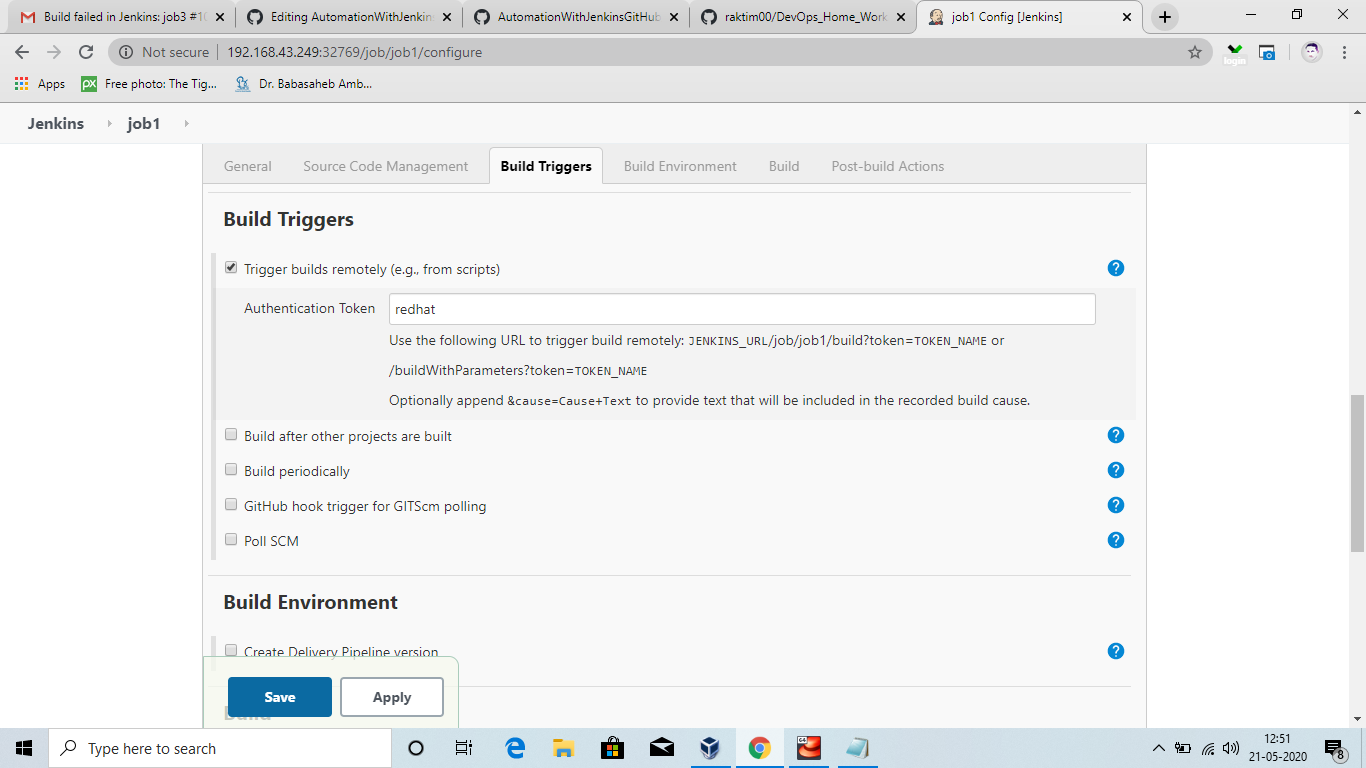 Build failed in Jenkins: job3 #10
Editing AutomationWithJenkin
AutomationWithJenkinsGitHub
raktim00/DevOps_Home_Work
job1 Config [Jenkins]
Not secure
192.168.43.249:32769/job/job1/configure
login
Apps
px
Free photo: The Tig...
Dr. Babasaheb Amb...
Jenkins
job1
General
Source Code Management
Build Triggers
Build Environment
Build
Post-build Actions
Build Triggers
Trigger builds remotely (e.g., from scripts)
?
Authentication Token
redhat
Use the following URL to trigger build remotely: JENKINS_URL/job/job1/build?token=TOKEN_NAME or
/buildWithParameters?token=TOKEN_NAME
Optionally append &cause=Cause+Text to provide text that will be included in the recorded build cause.
Build after other projects are built
?
Build periodically
?
GitHub hook trigger for GITScm polling
?
Poll SCM
?
Build Environment
Create Delivery Pipeline version
?
Save
Apply
Build
Type here to search
64
12:51
21-05-2020
8